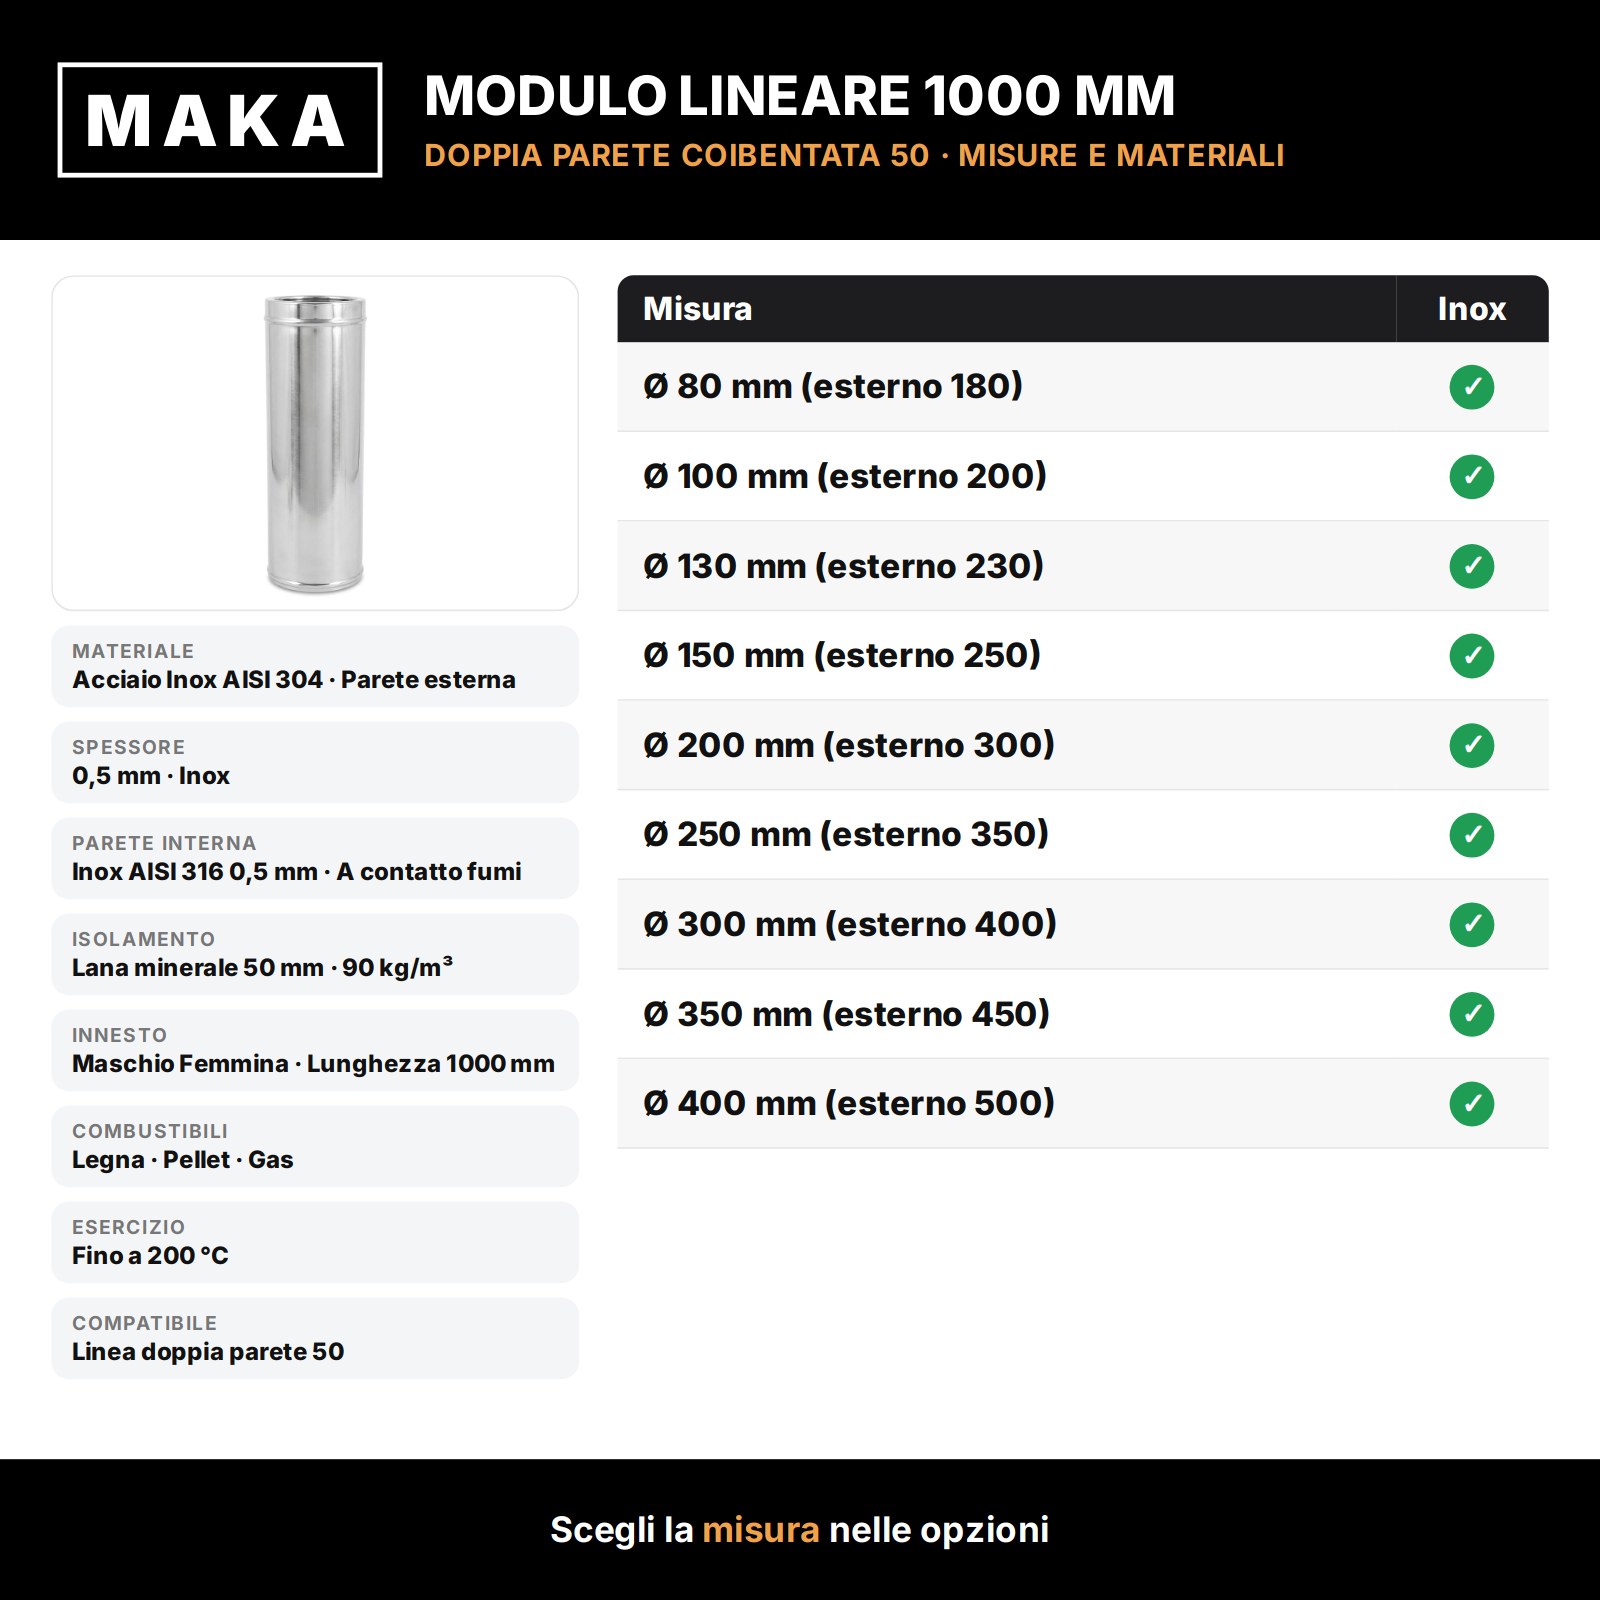 MAKA
MODULO LINEARE 1000 MM
DOPPIA PARETE COIBENTATA 50 · MISURE E MATERIALI
MATERIALE
Acciaio Inox AISI 304 · Parete esterna
SPESSORE
0,5 mm · Inox
PARETE INTERNA
Inox AISI 316 0,5 mm · A contatto fumi
ISOLAMENTO
Lana minerale 50 mm · 90 kg/m³
INNESTO
Maschio Femmina · Lunghezza 1000 mm
COMBUSTIBILI
Legna · Pellet · Gas
ESERCIZIO
Fino a 200 °C
COMPATIBILE
Linea doppia parete 50
Misura Inox
Ø 80 mm (esterno 180) ✓
Ø 100 mm (esterno 200) ✓
Ø 130 mm (esterno 230) ✓
Ø 150 mm (esterno 250) ✓
Ø 200 mm (esterno 300) ✓
Ø 250 mm (esterno 350) ✓
Ø 300 mm (esterno 400) ✓
Ø 350 mm (esterno 450) ✓
Ø 400 mm (esterno 500) ✓
Scegli la misura nelle opzioni